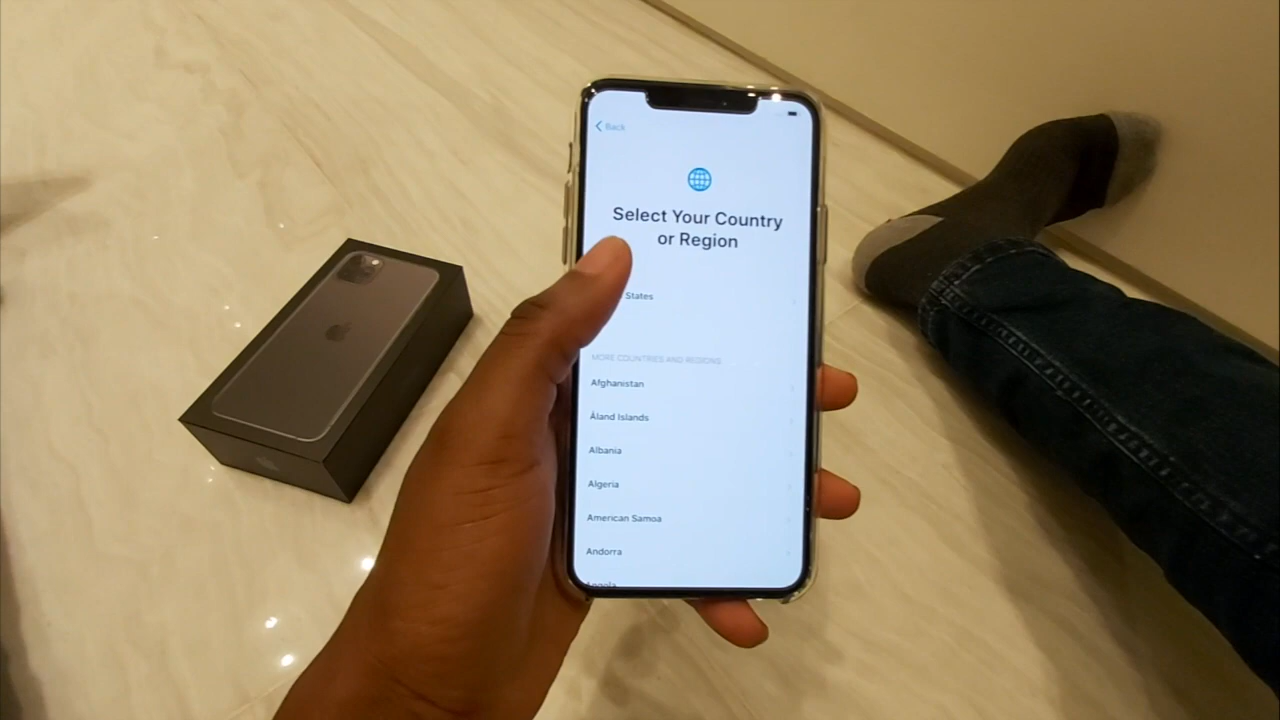 Back
Select Your Country
or Region
States
MORE COUNTRIES AND REGIONS
Afghanistan
Åland Islands
Albania
Algeria
American Samoa
Andorra
Angola